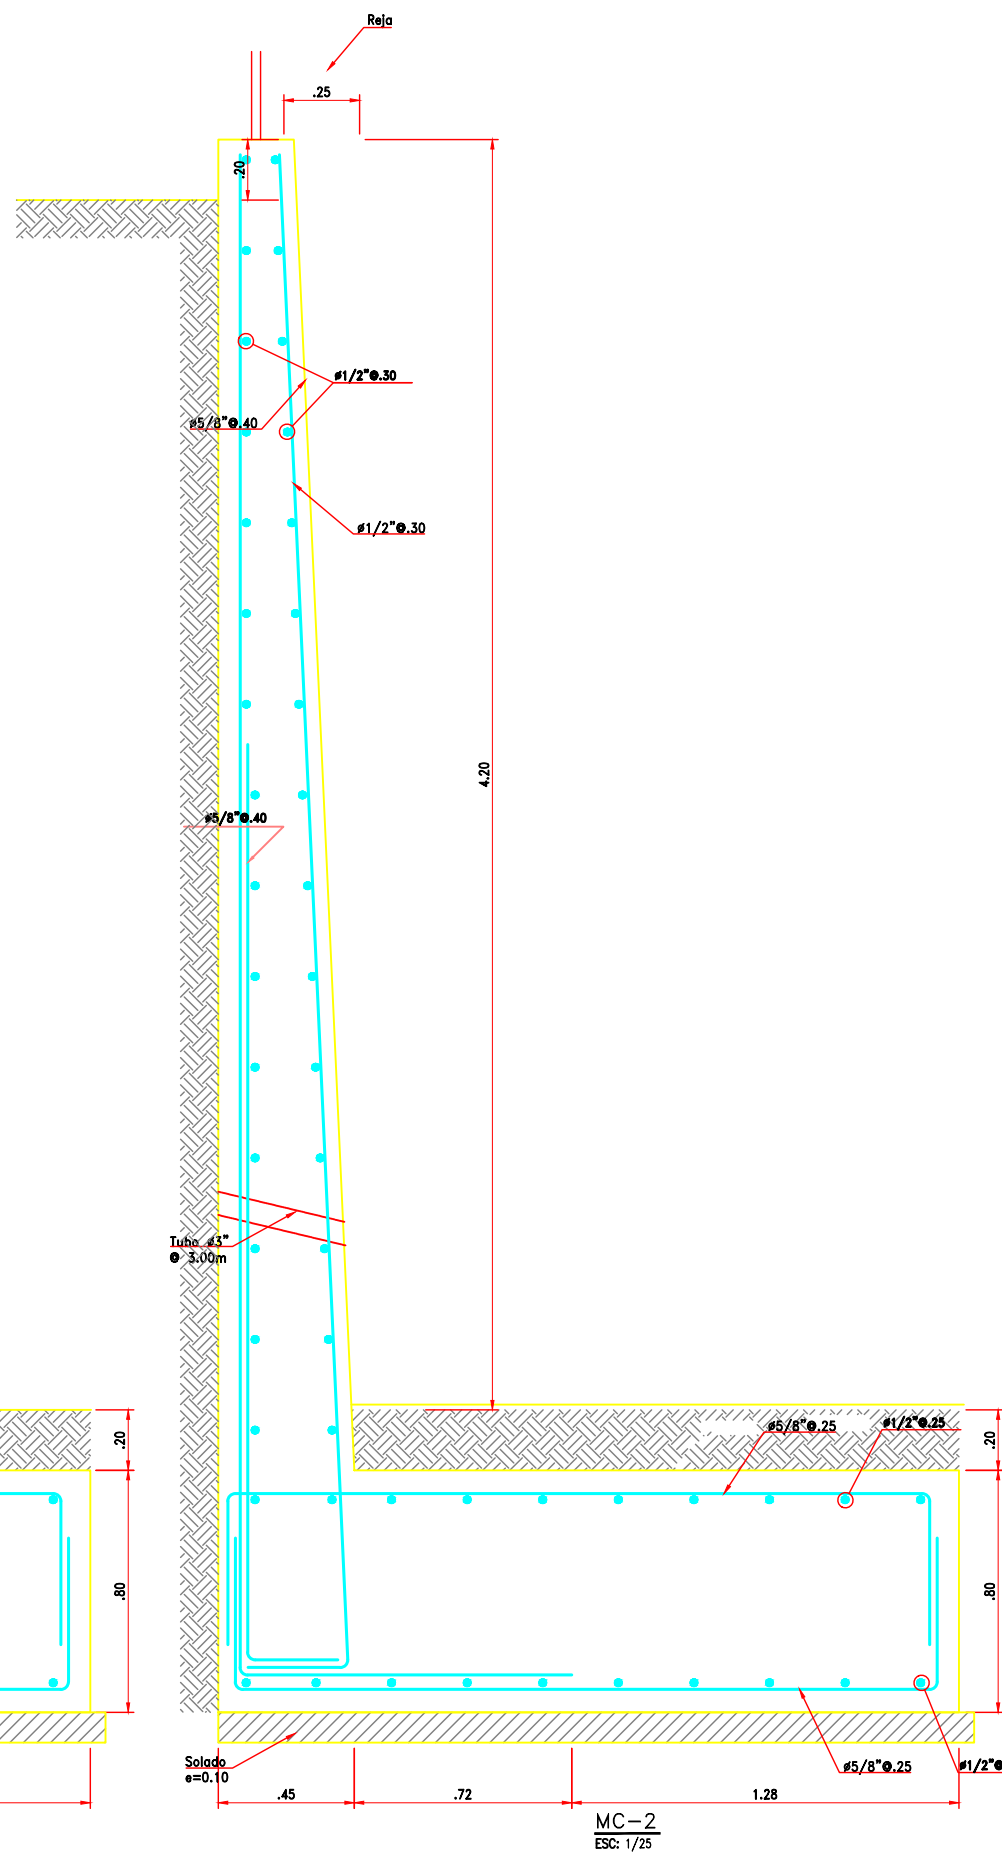 Reja
.25
.20
ø1/2"@.30
ø5/8"@.40
ø1/2"@.30
4.20
ø5/8"@.40
Tubo ø3"
@ 3.00m
ø5/8"@.25
ø1/2"@.25
.20
.20
.80
.80
Solado
e=0.10
ø5/8"@.25
ø1/2"@
.45
.72
1.28
MC-2
ESC: 1/25